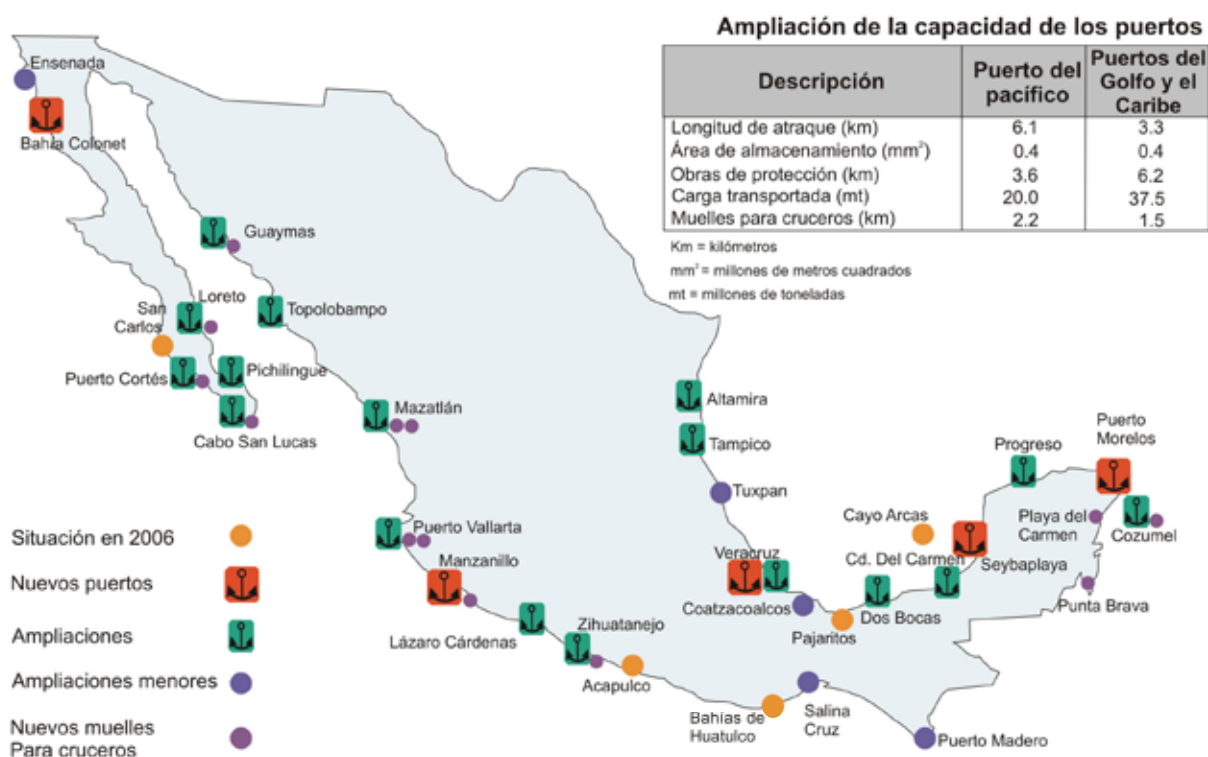 Ampliación de la capacidad de los puertos
Descripción
Puerto del
pacífico
Puertos del
Golfo y el
Caribe
Longitud de atraque (km) 6.1 3.3
Área de almacenamiento (mm²) 0.4 0.4
Obras de protección (km) 3.6 6.2
Carga transportada (mt) 20.0 37.5
Muelles para cruceros (km) 2.2 1.5
Km = kilómetros
mm² = millones de metros cuadrados
mt = millones de toneladas
Ensenada
Bahía Colonet
Guaymas
Loreto
San
Carlos
Topolobampo
Puerto Cortés
Pichilingue
Cabo San Lucas
Mazatlán
Altamira
Tampico
Tuxpan
Puerto Vallarta
Manzanillo
Lázaro Cárdenas
Zihuatanejo
Acapulco
Bahías de
Huatulco
Salina
Cruz
Puerto Madero
Veracruz
Coatzacoalcos
Pajaritos
Dos Bocas
Cd. Del Carmen
Cayo Arcas
Seybaplaya
Progreso
Puerto
Morelos
Playa del
Carmen
Cozumel
Punta Brava
Situación en 2006
Nuevos puertos
Ampliaciones
Ampliaciones menores
Nuevos muelles
Para cruceros